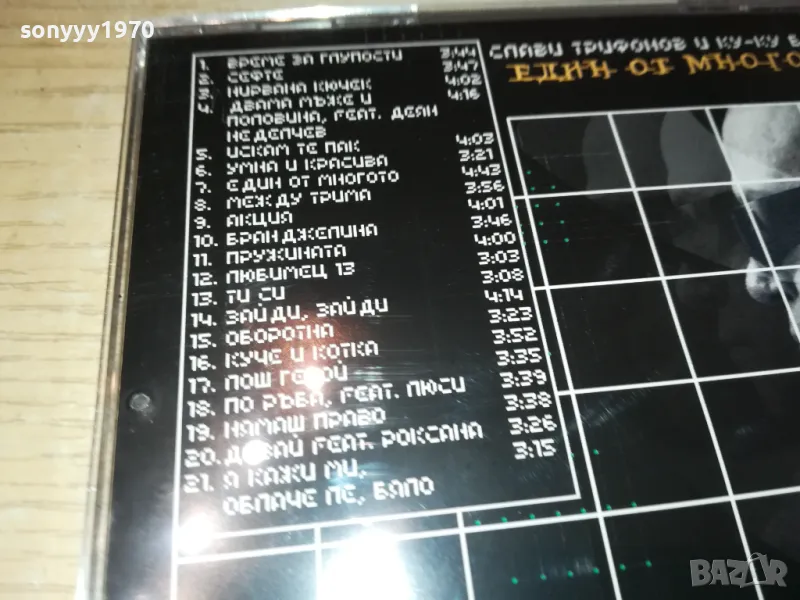 sonyyy1970
1. ВРЕМЕ ЗА ГЛУПОСТИ 3:44
2. СЕФТЕ 3:47
3. НИРВАНА КЮЧЕК 4:02
4. ДВАМА МЪЖЕ И 4:16
ПОЛОВИНА, FEAT. ДЕЯН
НЕДЕЛЧЕВ
5. ИСКАМ ТЕ ПАК 4:03
6. УМНА И КРАСИВА 3:21
7. ЕДИН ОТ МНОГОТО 4:43
8. МЕЖДУ ТРИМА 3:56
9. АКЦИЯ 4:01
10. БРАНДЖЕЛИНА 3:46
11. ПРУЖИНАТА 4:00
12. ЛЮБИМЕЦ 13 3:03
13. ТИ СИ 3:08
14. ЗАЙДИ, ЗАЙДИ 4:14
15. ОБОРОТНА 3:23
16. КУЧЕ И КОТКА 3:52
17. ЛОШ ГЕРОЙ 3:35
18. ПО РЪБА, FEAT. ЛЮСИ 3:39
19. НЯМАШ ПРАВО 3:38
20. ДАВАЙ FEAT. РОКСАНА 3:26
21. Я КАЖИ МИ, 3:15
ОБЛАЧЕ ЛЕ, БЯЛО
СЛАВИ ТРИФОНОВ И КУ-КУ Б
ЕДИН ОТ МНОГО
BAZAR